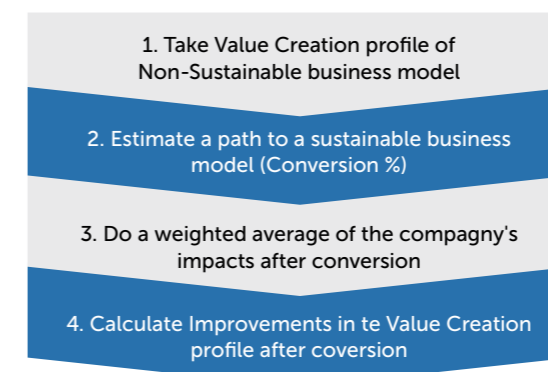 1. Take Value Creation profile of
Non-Sustainable business model
2. Estimate a path to a sustainable business
model (Conversion %)
3. Do a weighted average of the compagny's
impacts after conversion
4. Calculate Improvements in te Value Creation
profile after coversion